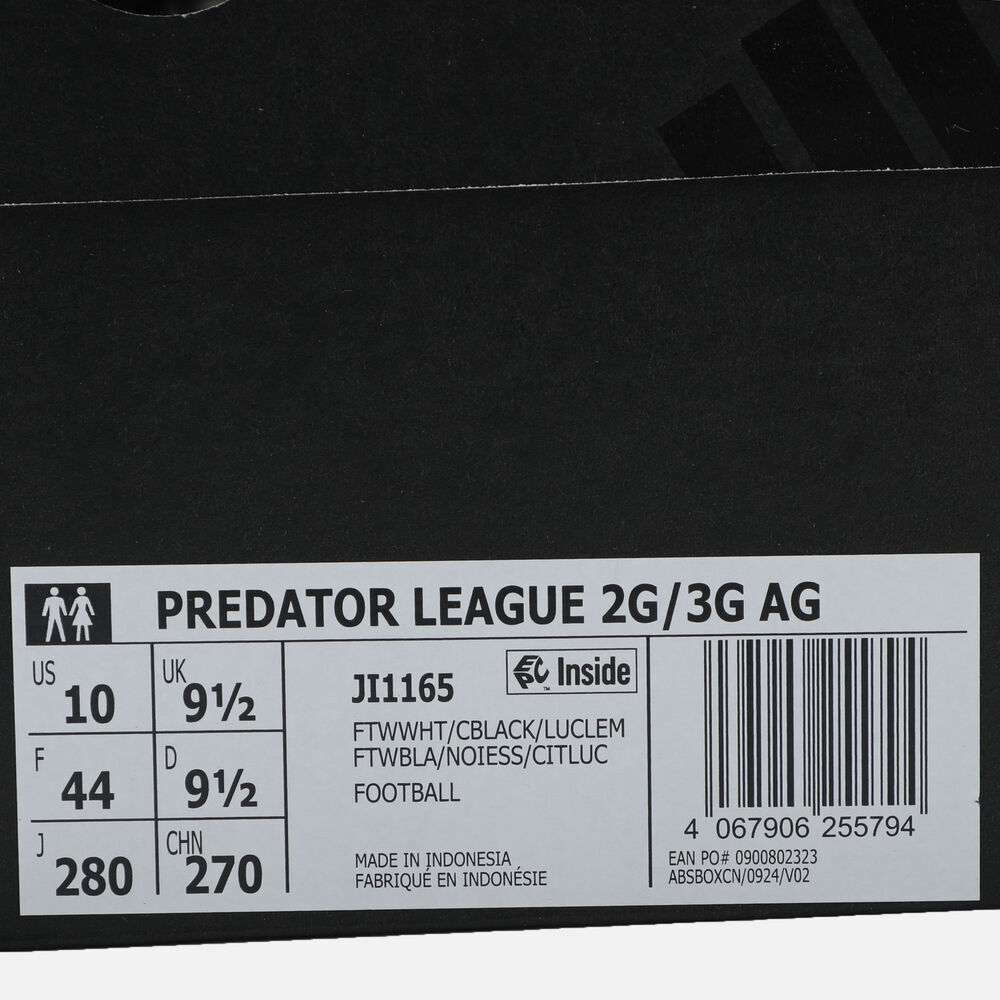 PREDATOR LEAGUE 2G/3G AG
US 10
UK 9½
F 44
D 9½
J 280
CHN 270
JI1165
Inside
TM
FTWWHT/CBLACK/LUCLEM
FTWBLA/NOIESS/CITLUC
FOOTBALL
MADE IN INDONESIA
FABRIQUÉ EN INDONÉSIE
4 067906 255794
EAN PO# 0900802323
ABSBOXCN/0924/V02